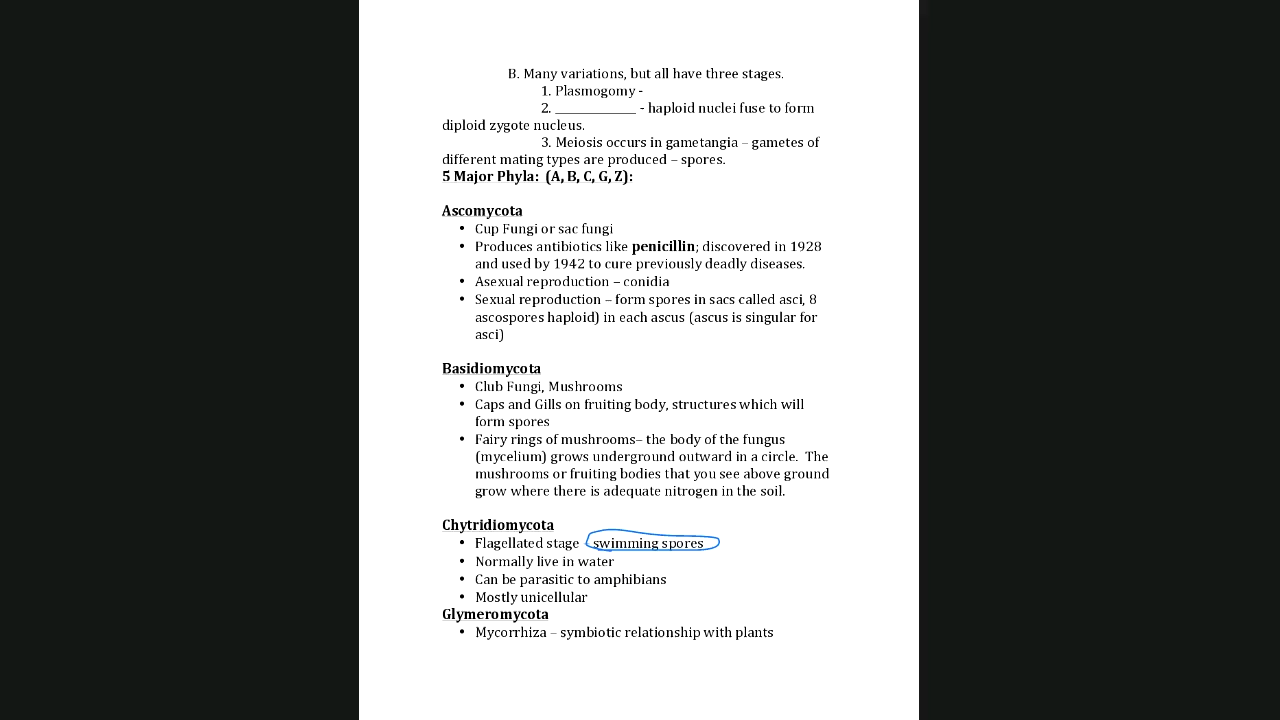 B. Many variations, but all have three stages.
1. Plasmogomy -
2. ______________ - haploid nuclei fuse to form
diploid zygote nucleus.
3. Meiosis occurs in gametangia – gametes of
different mating types are produced – spores.
5 Major Phyla: (A, B, C, G, Z):
Ascomycota
• Cup Fungi or sac fungi
• Produces antibiotics like penicillin; discovered in 1928
and used by 1942 to cure previously deadly diseases.
• Asexual reproduction – conidia
• Sexual reproduction – form spores in sacs called asci, 8
ascospores haploid) in each ascus (ascus is singular for
asci)
Basidiomycota
• Club Fungi, Mushrooms
• Caps and Gills on fruiting body, structures which will
form spores
• Fairy rings of mushrooms– the body of the fungus
(mycelium) grows underground outward in a circle. The
mushrooms or fruiting bodies that you see above ground
grow where there is adequate nitrogen in the soil.
Chytridiomycota
• Flagellated stage - swimming spores
• Normally live in water
• Can be parasitic to amphibians
• Mostly unicellular
Glymeromycota
• Mycorrhiza – symbiotic relationship with plants